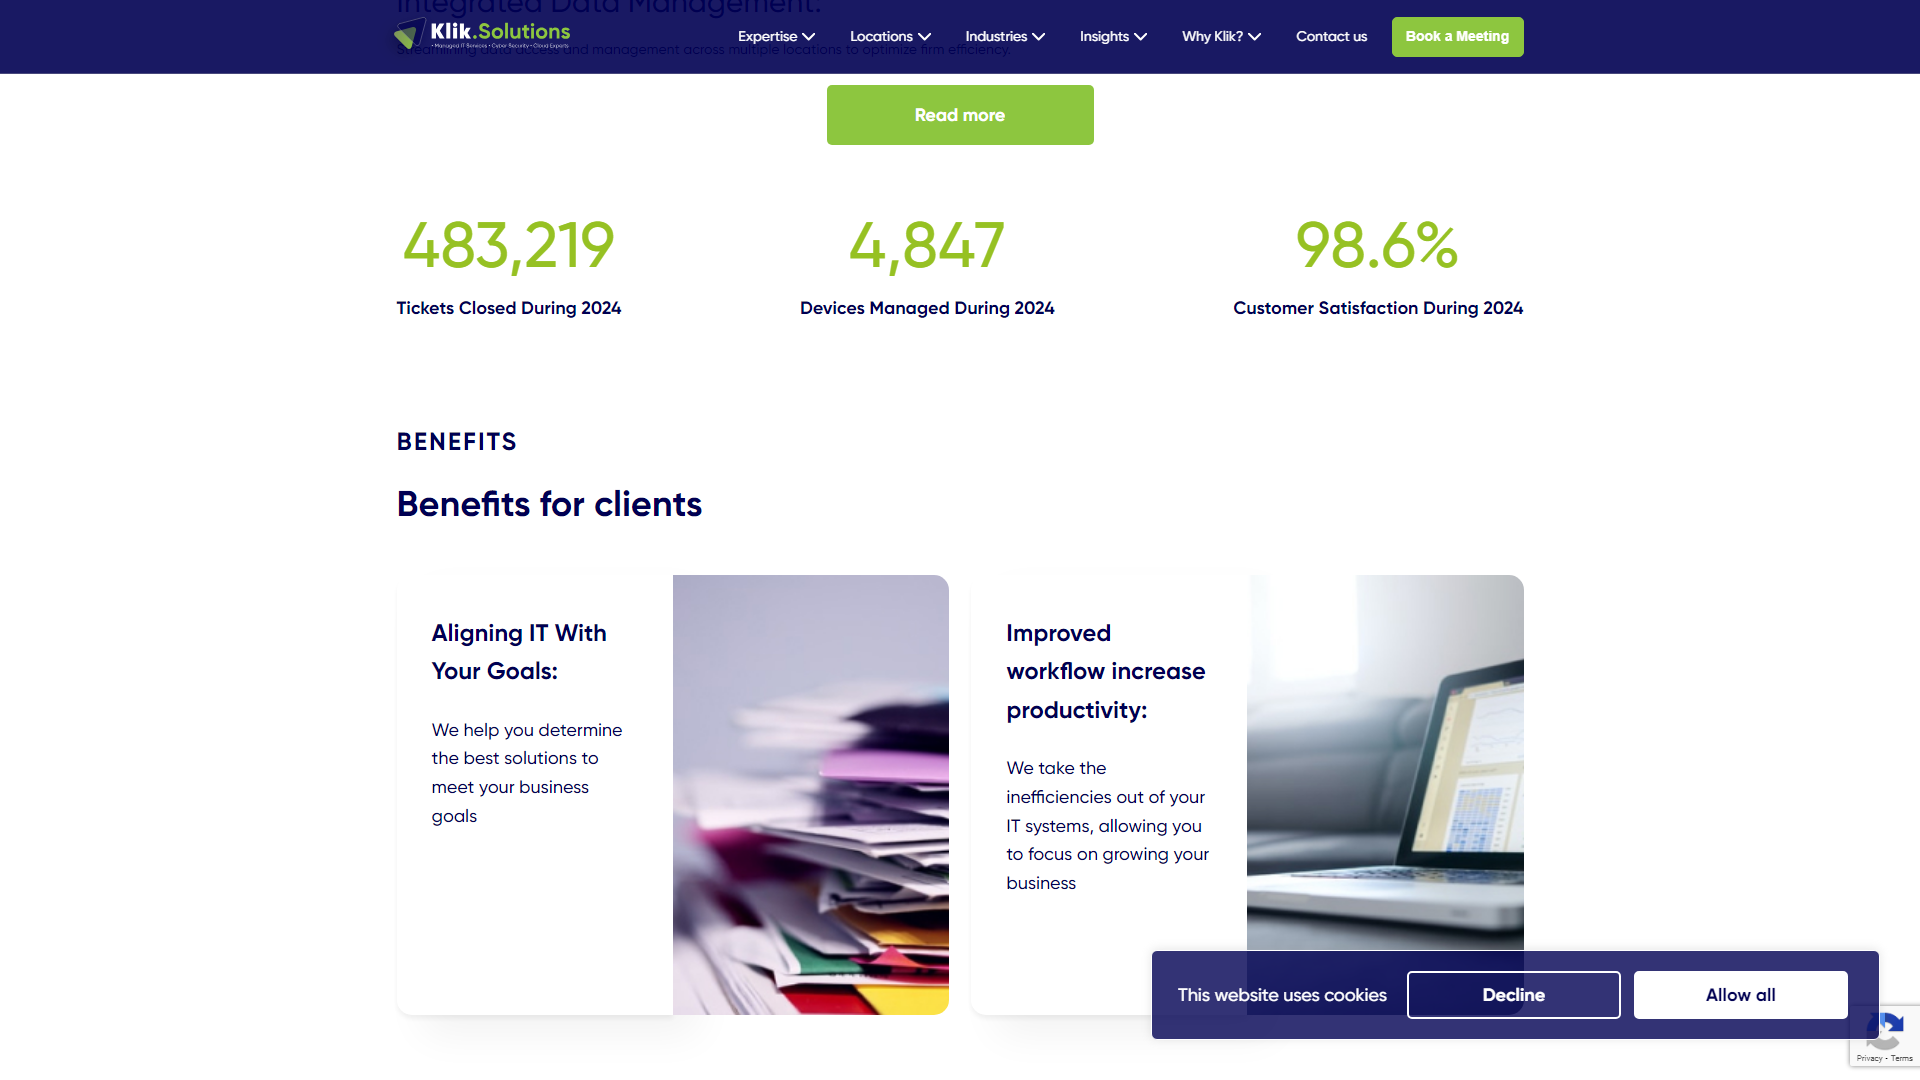 Integrated Data Management:
Klik.Solutions
• Managed IT Services • Cyber Security • Cloud Experts
Streamlining data access and management across multiple locations to optimize firm efficiency.
Expertise
Locations
Industries
Insights
Why Klik?
Contact us
Book a Meeting
Read more
483,219
Tickets Closed During 2024
4,847
Devices Managed During 2024
98.6%
Customer Satisfaction During 2024
BENEFITS
Benefits for clients
Aligning IT With
Your Goals:
We help you determine
the best solutions to
meet your business
goals
Improved
workflow increase
productivity:
We take the
inefficiencies out of your
IT systems, allowing you
to focus on growing your
business
This website uses cookies
Decline
Allow all
Privacy - Terms